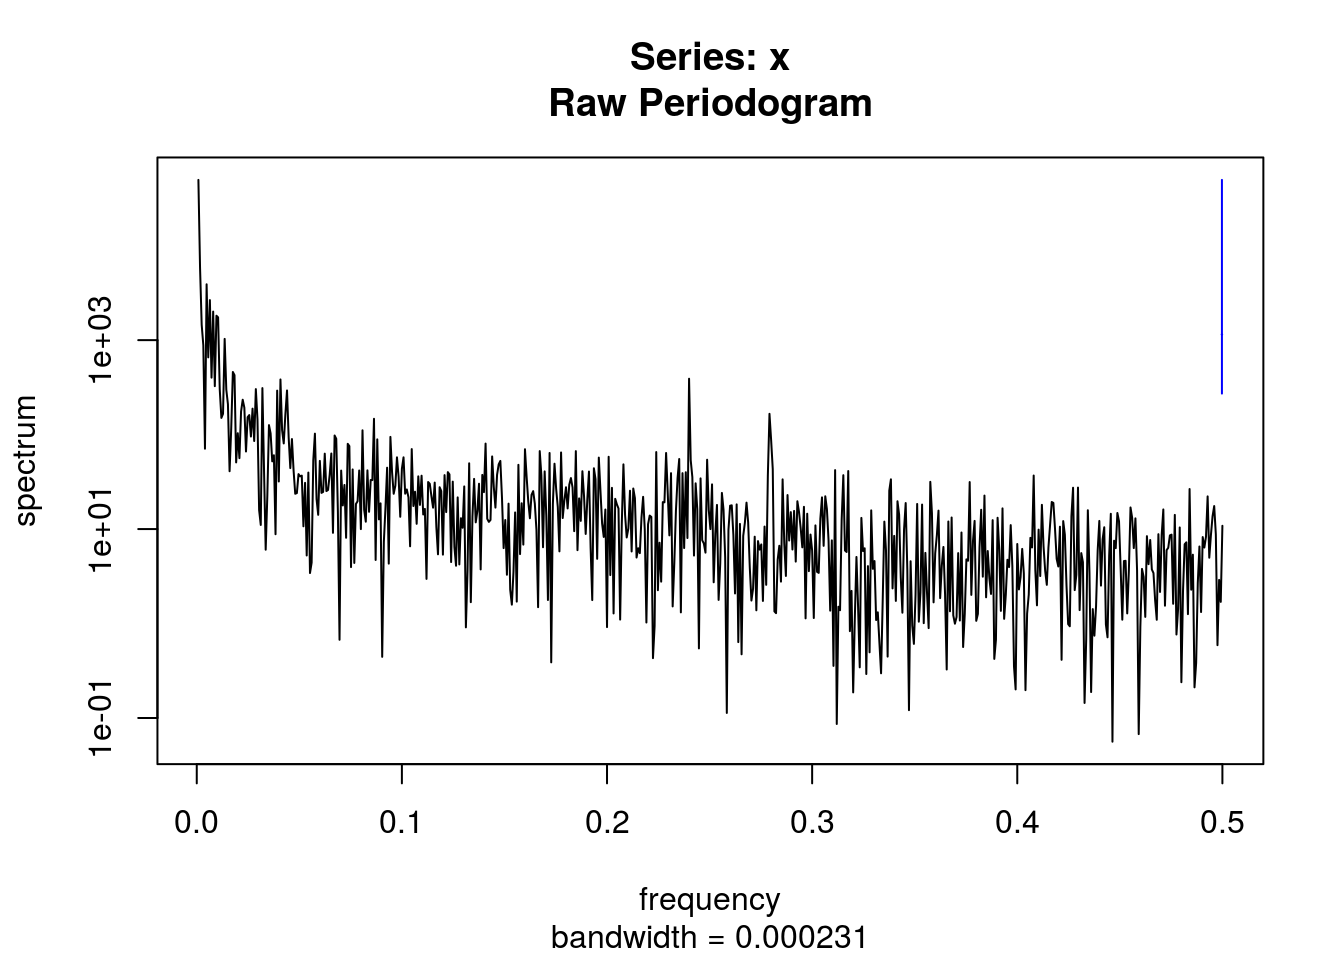 Series: x
Raw Periodogram
spectrum
1e+03
1e+01
1e-01
0.0 0.1 0.2 0.3 0.4 0.5
frequency
bandwidth = 0.000231